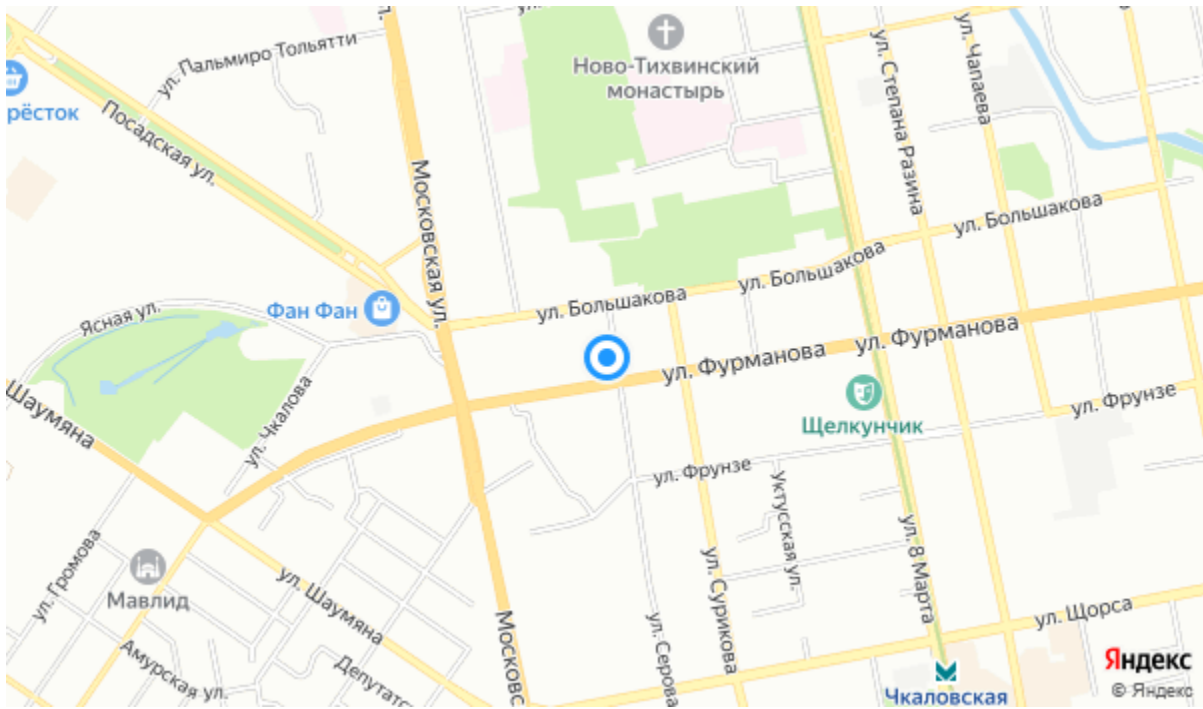 ул.
ул. Пальмиро Тольятти
Ново-Тихвинский
монастырь
ул. Степана Разина
ул. Чапаева
рёсток
Посадская ул.
Московская ул.
ул. Большакова
ул. Большакова
ул. Большакова
Ясная ул.
Фан Фан
ул. Фурманова
ул. Фурманова
Шаумяна
ул. Чкалова
Щелкунчик
ул. Фрунзе
ул. Фрунзе
Уктусская ул.
ул. 8 Марта
ул. Громова
Мавлид
ул. Шаумяна
ул. Сурикова
ул. Серова
Московс
ул. Щорса
Амурская ул.
Депутатс
Чкаловская
Яндекс
© Яндекс